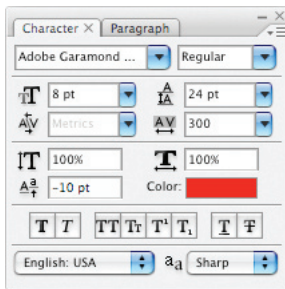 Character × Paragraph
Adobe Garamond ... Regular
8 pt 24 pt
Metrics 300
100% 100%
-10 pt Color:
T T TT Tr T¹ T₁ T T
English: USA aa Sharp